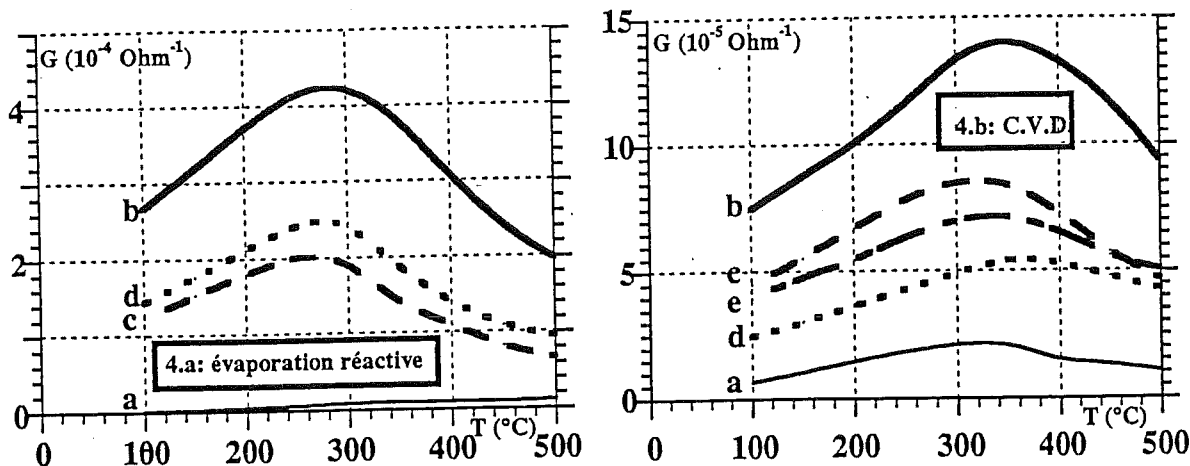 G (10⁻⁴ Ohm⁻¹)
4
2
0
b
d
c
a
4.a: évaporation réactive
T (°C)
0 100 200 300 400 500
15
10
5
0
G (10⁻⁵ Ohm⁻¹)
4.b: C.V.D
b
e
e
d
a
T (°C)
0 100 200 300 400 500